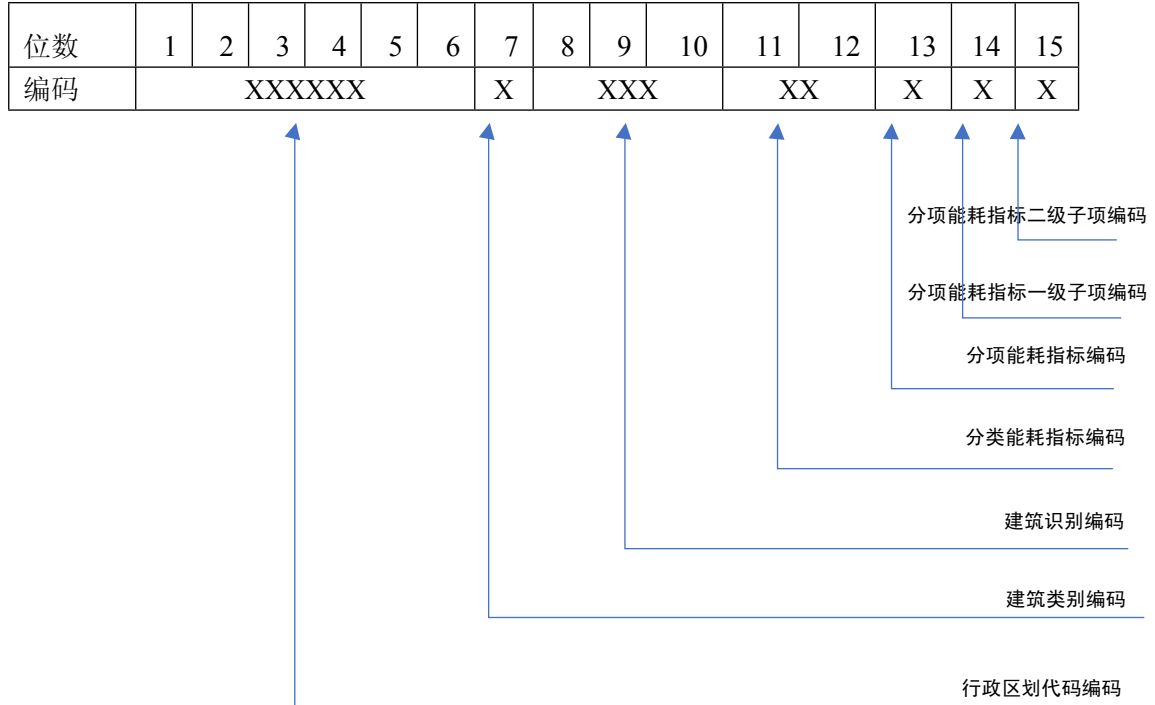 位数 1 2 3 4 5 6 7 8 9 10 11 12 13 14 15
编码 XXXXXX X XXX XX X X X
分项能耗指标二级子项编码
分项能耗指标一级子项编码
分项能耗指标编码
分类能耗指标编码
建筑识别编码
建筑类别编码
行政区划代码编码